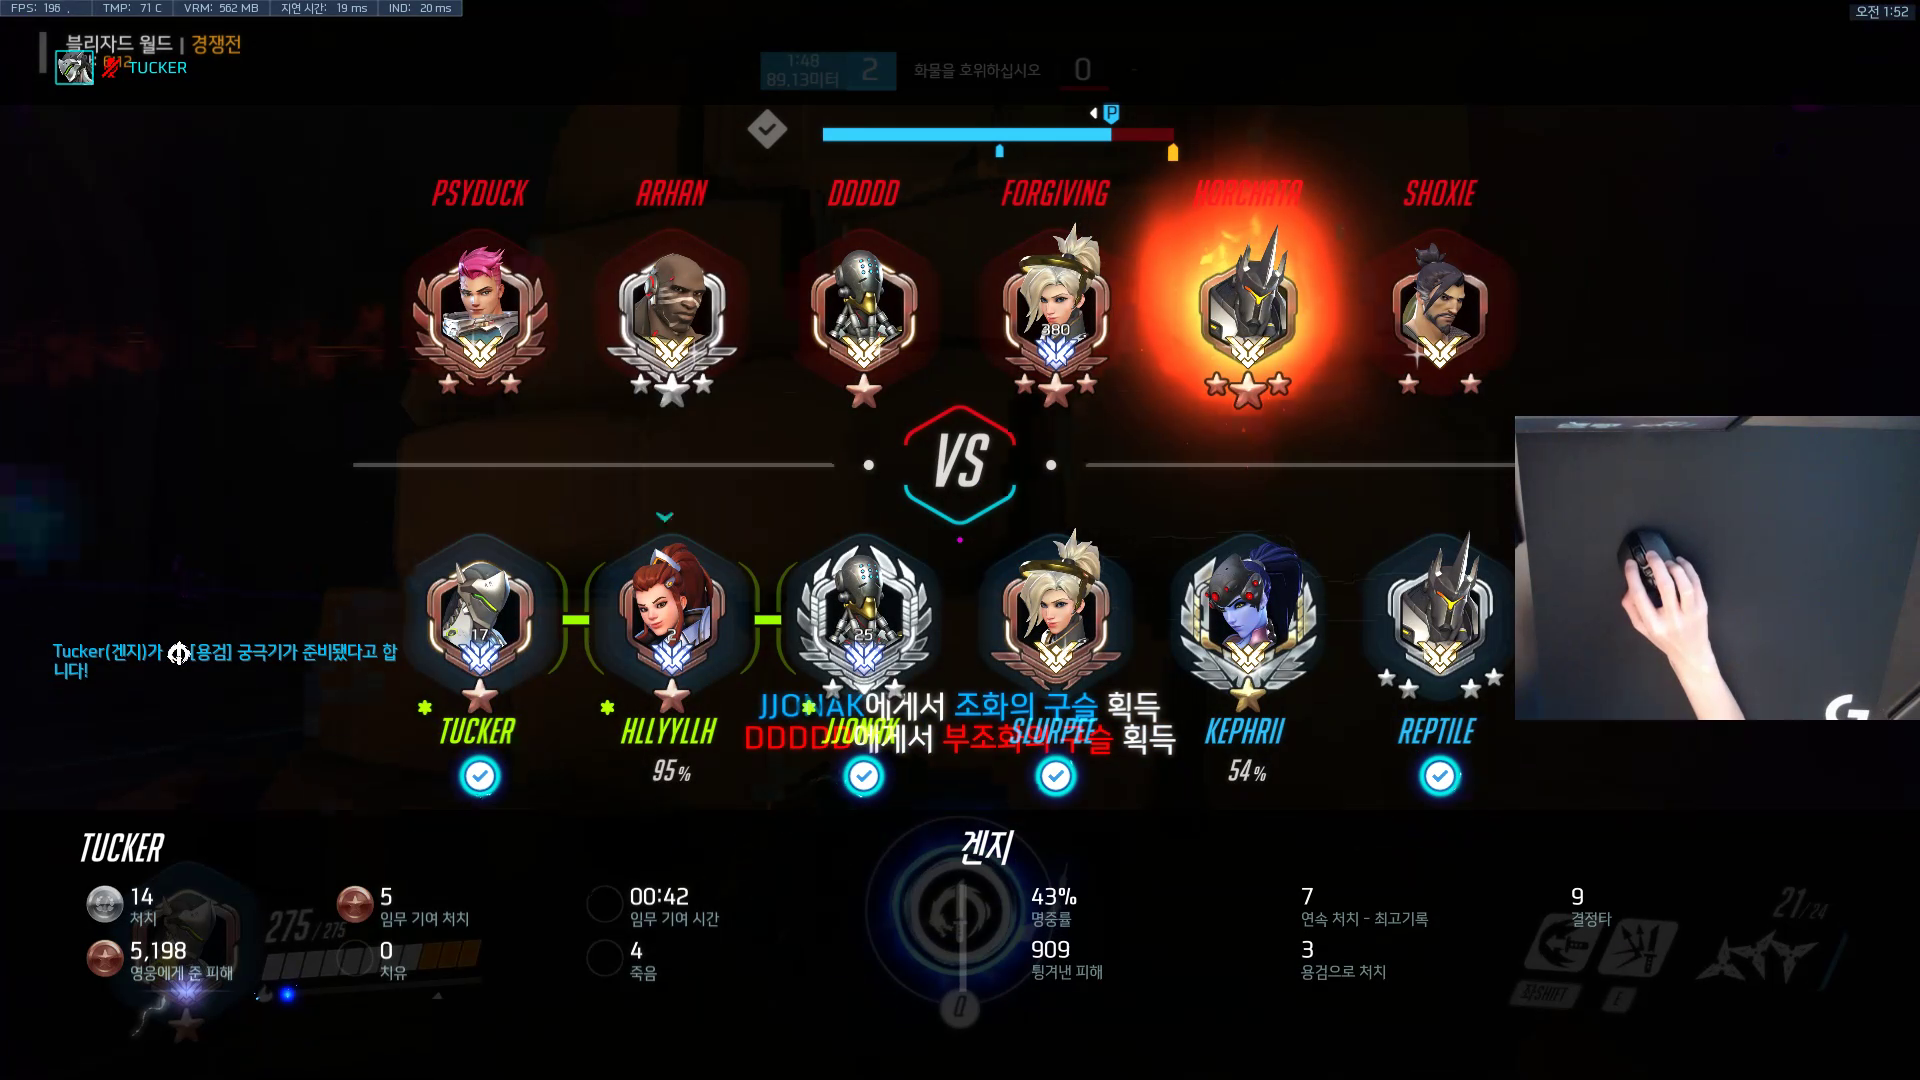 FPS: 196 TMP: 71 C VRM: 562 MB 지연 시간: 19 ms IND: 20 ms
오전 1:52
블리자드 월드 | 경쟁전
TUCKER
1:48
89.13미터
2
화물을 호위하십시오
0
P
PSYDUCK ARHAN DDDDD FORGIVING HORCHATA SHOXIE
380
VS
17 2 25
Tucker(겐지)가 [용검] 궁극기가 준비됐다고 합
니다!
JJONAK에게서 조화의 구슬 획득
DDDDD에게서 부조화의 구슬 획득
TUCKER HLLYYLLH JJONAK SLURPEE KEPHRII REPTILE
95% 54%
TUCKER
겐지
14
처치
5
임무 기여 처치
00:42
임무 기여 시간
43%
명중률
7
연속 처치 - 최고기록
9
결정타
5,198
영웅에게 준 피해
0
치유
4
죽음
909
튕겨낸 피해
3
용검으로 처치
275/275
21/24
Q
좌SHIFT
E
G